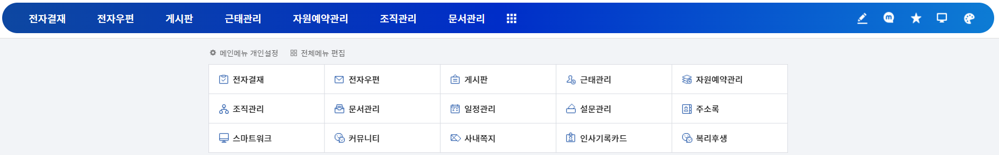 전자결재 전자우편 게시판 근태관리 자원예약관리 조직관리 문서관리
메인메뉴 개인설정 전체메뉴 편집
전자결재 전자우편 게시판 근태관리 자원예약관리
조직관리 문서관리 일정관리 설문관리 주소록
스마트워크 커뮤니티 사내쪽지 인사기록카드 복리후생